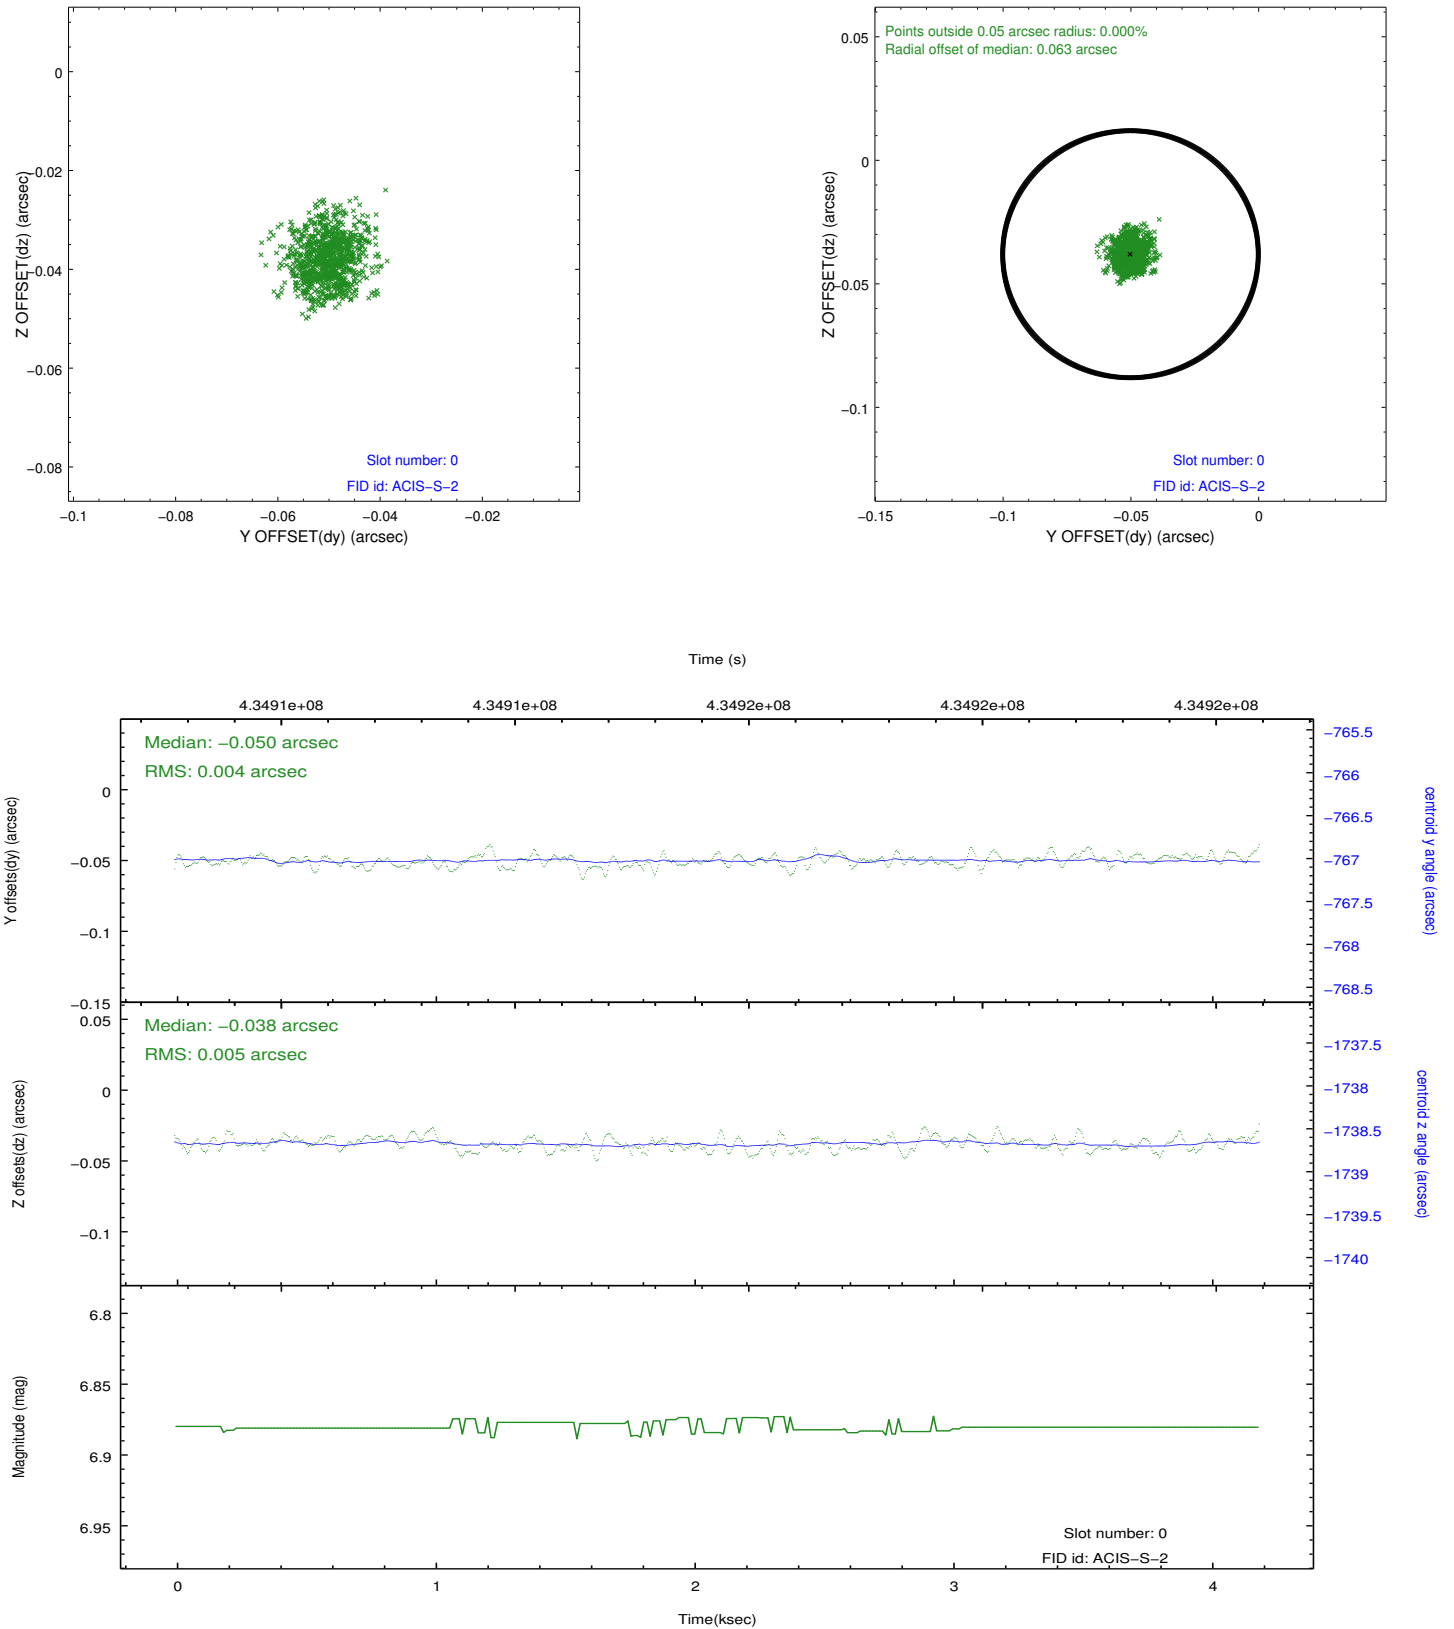 0
−0.02
−0.04
−0.06
−0.08
Z OFFSET(dz) (arcsec)
Slot number: 0
FID id: ACIS−S−2
−0.1
−0.08
−0.06
−0.04
−0.02
Y OFFSET(dy) (arcsec)
Points outside 0.05 arcsec radius: 0.000%
Radial offset of median: 0.063 arcsec
0.05
0
−0.05
−0.1
Z OFFSET(dz) (arcsec)
Slot number: 0
FID id: ACIS−S−2
−0.15
−0.1
−0.05
0
Y OFFSET(dy) (arcsec)
Time (s)
4.3491e+08
4.3491e+08
4.3492e+08
4.3492e+08
4.3492e+08
Median: −0.050 arcsec
RMS: 0.004 arcsec
0
−0.05
−0.1
−0.15
Y offsets(dy) (arcsec)
−765.5
−766
−766.5
−767
−767.5
−768
−768.5
centroid y angle (arcsec)
Median: −0.038 arcsec
RMS: 0.005 arcsec
0.05
0
−0.05
−0.1
Z offsets(dz) (arcsec)
−1737.5
−1738
−1738.5
−1739
−1739.5
−1740
centroid z angle (arcsec)
6.8
6.85
6.9
6.95
Magnitude (mag)
Slot number: 0
FID id: ACIS−S−2
0
1
2
3
4
Time(ksec)